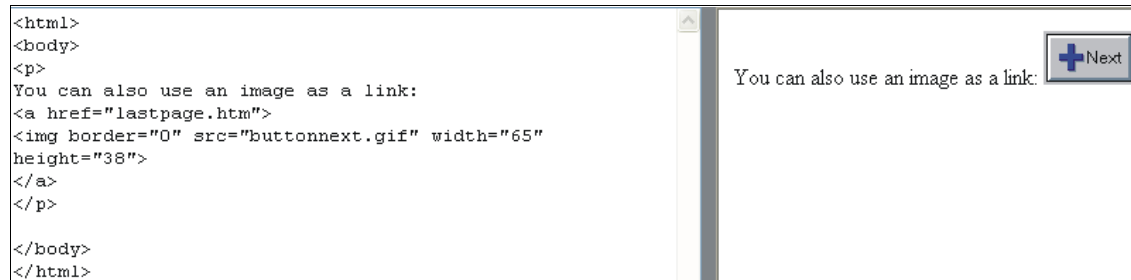 <html>
<body>
<p>
You can also use an image as a link:
<a href="lastpage.htm">
<img border="0" src="buttonnext.gif" width="65"
height="38">
</a>
</p>

</body>
</html>
You can also use an image as a link: Next